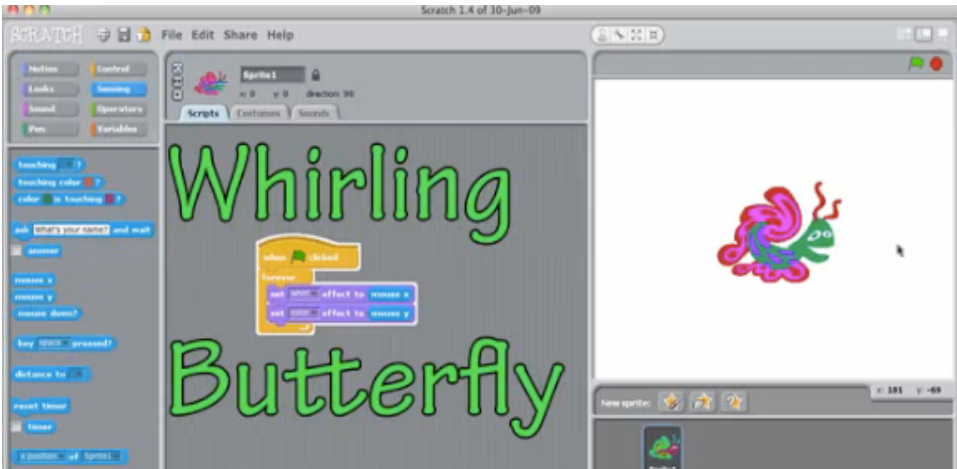 Scratch 1.4 of 30-Jun-09
SCRATCH File Edit Share Help
Motion Control
Looks Sensing
Sound Operators
Pen Variables
Sprite1
x: 0 y: 0 direction: 90
Scripts Costumes Sounds
touching ?
touching color ?
color is touching ?
ask What's your name? and wait
answer
mouse x
mouse y
mouse down?
key space pressed?
distance to
reset timer
timer
x position of Sprite1
Whirling
when clicked
forever
set whirl effect to mouse x
set color effect to mouse y
Butterfly
x: 181 y: -69
New sprite:
Sprite1